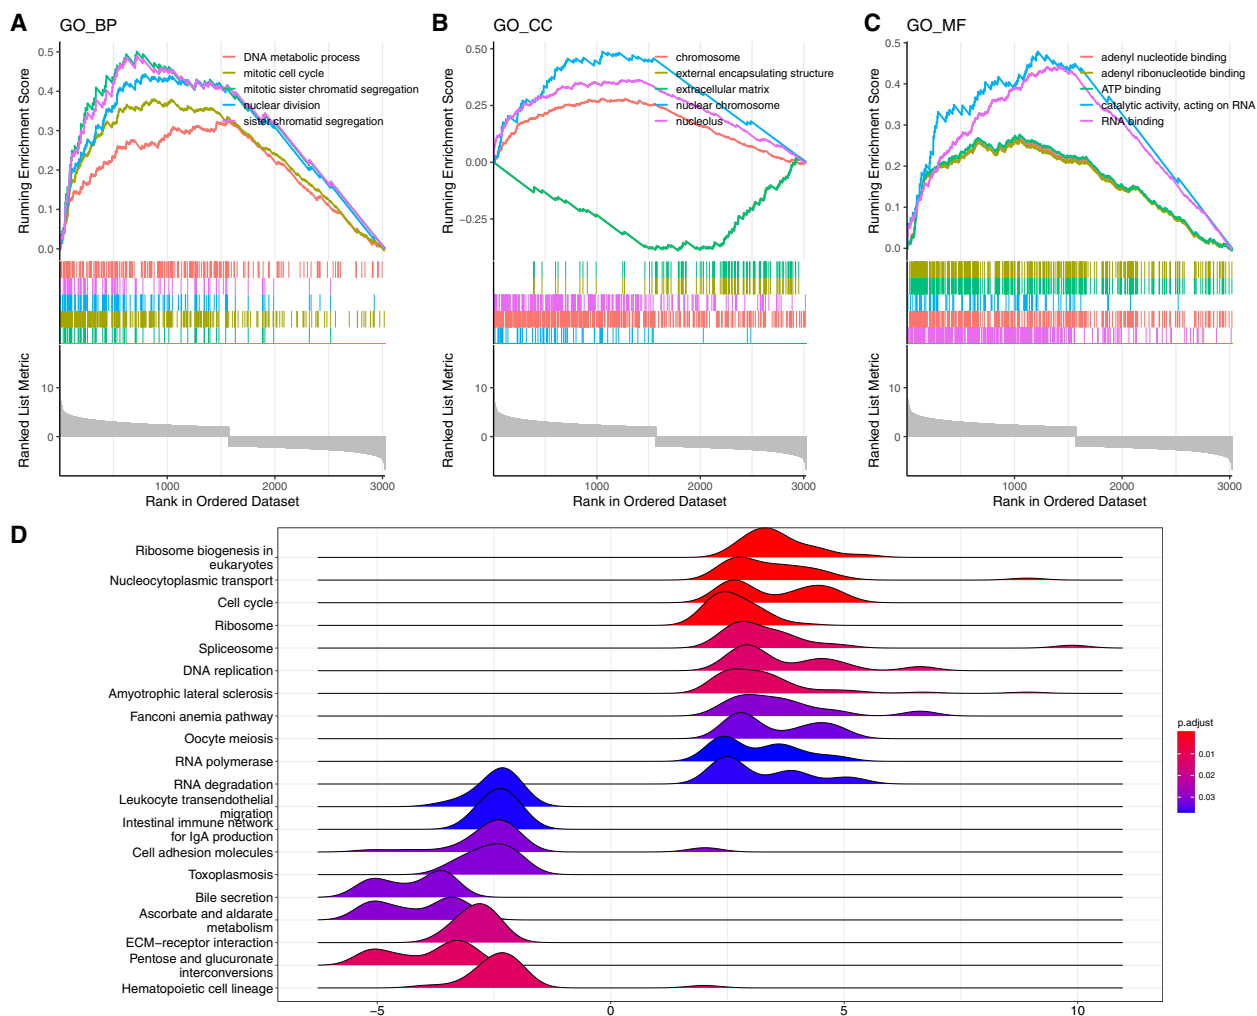 A
GO_BP
Running Enrichment Score
0.5
0.4
0.3
0.2
0.1
0.0
DNA metabolic process
mitotic cell cycle
mitotic sister chromatid segregation
nuclear division
sister chromatid segregation
Ranked List Metric
10
0
1000
2000
3000
Rank in Ordered Dataset
B
GO_CC
Running Enrichment Score
0.50
0.25
0.00
−0.25
chromosome
external encapsulating structure
extracellular matrix
nuclear chromosome
nucleolus
Ranked List Metric
10
0
1000
2000
3000
Rank in Ordered Dataset
C
GO_MF
Running Enrichment Score
0.5
0.4
0.3
0.2
0.1
0.0
adenyl nucleotide binding
adenyl ribonucleotide binding
ATP binding
catalytic activity, acting on RNA
RNA binding
Ranked List Metric
10
0
1000
2000
3000
Rank in Ordered Dataset
D
Ribosome biogenesis in
eukaryotes
Nucleocytoplasmic transport
Cell cycle
Ribosome
Spliceosome
DNA replication
Amyotrophic lateral sclerosis
Fanconi anemia pathway
Oocyte meiosis
RNA polymerase
RNA degradation
Leukocyte transendothelial
migration
Intestinal immune network
for IgA production
Cell adhesion molecules
Toxoplasmosis
Bile secretion
Ascorbate and aldarate
metabolism
ECM−receptor interaction
Pentose and glucuronate
interconversions
Hematopoietic cell lineage
−5
0
5
10
p.adjust
0.01
0.02
0.03